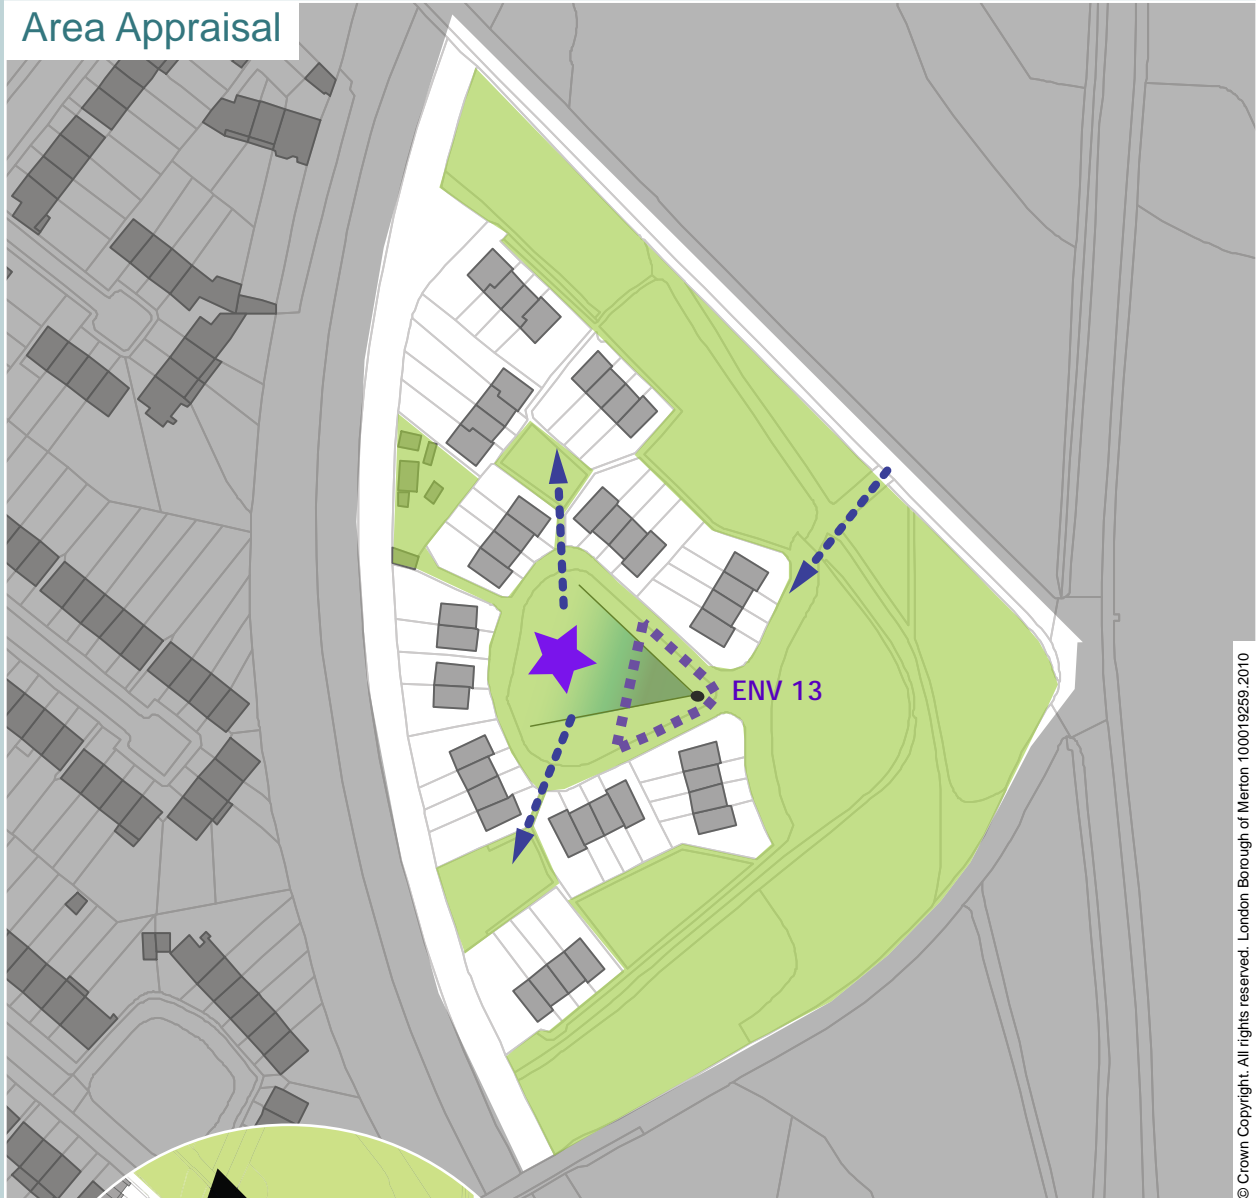 Area Appraisal
ENV 13
© Crown Copyright. All rights reserved. London Borough of Merton 100019259.2010